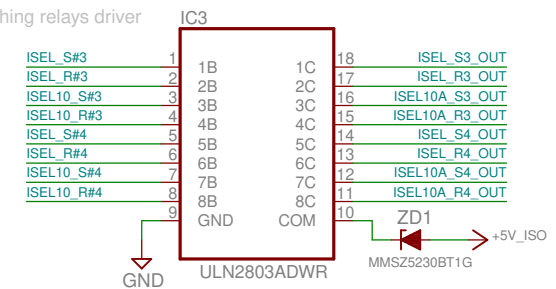 hing relays driver
IC3
ISEL_S#3 1 1B 1C 18 ISEL_S3_OUT
ISEL_R#3 2 2B 2C 17 ISEL_R3_OUT
ISEL10_S#3 3 3B 3C 16 ISEL10A_S3_OUT
ISEL10_R#3 4 4B 4C 15 ISEL10A_R3_OUT
ISEL_S#4 5 5B 5C 14 ISEL_S4_OUT
ISEL_R#4 6 6B 6C 13 ISEL_R4_OUT
ISEL10_S#4 7 7B 7C 12 ISEL10A_S4_OUT
ISEL10_R#4 8 8B 8C 11 ISEL10A_R4_OUT
9 GND COM 10
ZD1
+5V_ISO
MMSZ5230BT1G
ULN2803ADWR
GND